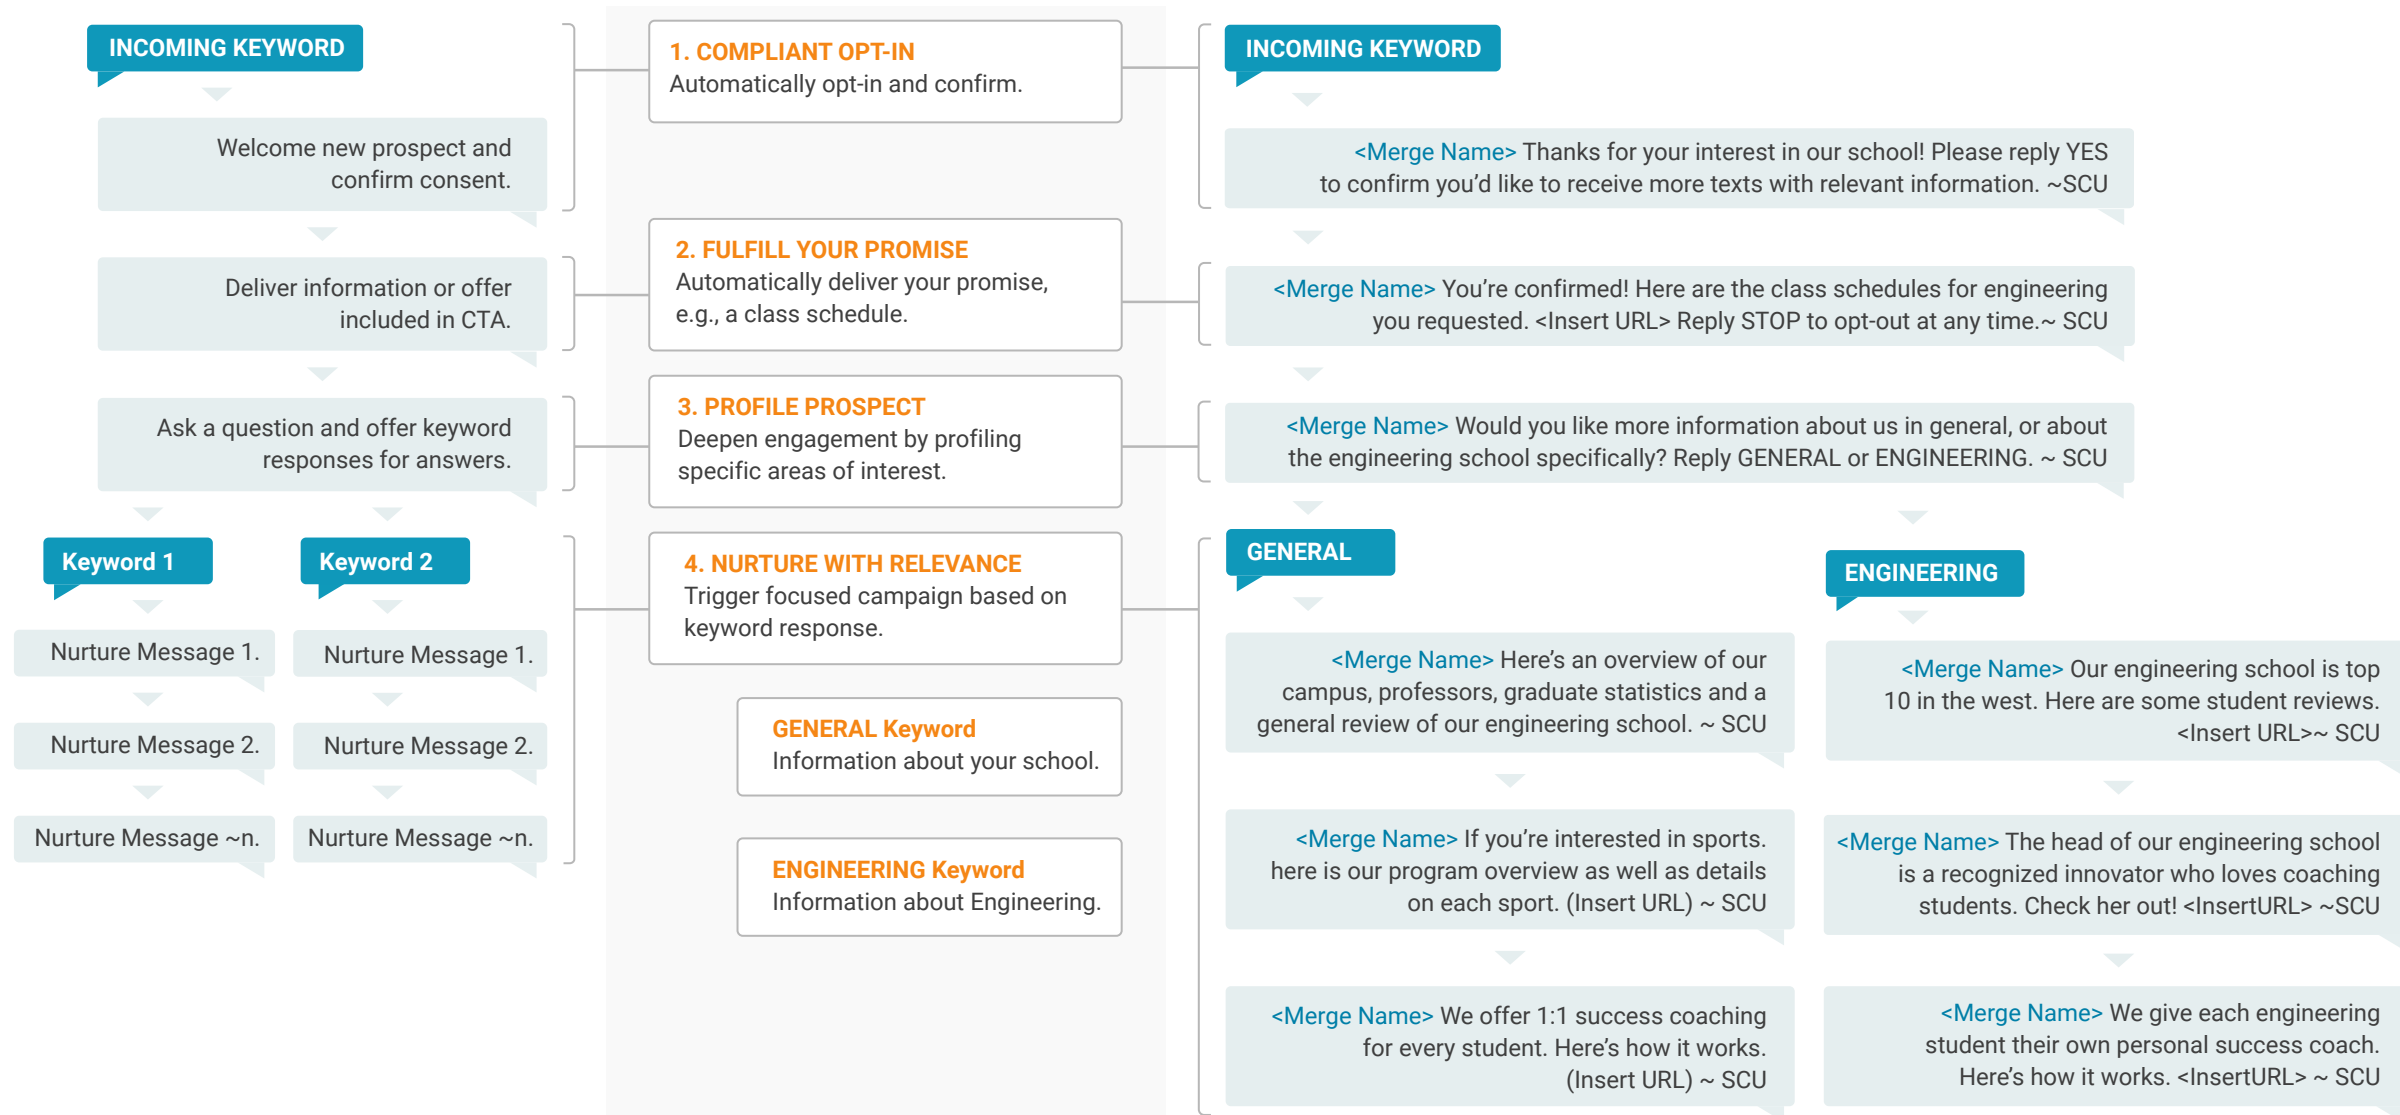 INCOMING KEYWORD
Welcome new prospect and
confirm consent.
Deliver information or offer
included in CTA.
Ask a question and offer keyword
responses for answers.
Keyword 1
Nurture Message 1.
Nurture Message 2.
Nurture Message ~n.
Keyword 2
Nurture Message 1.
Nurture Message 2.
Nurture Message ~n.
1. COMPLIANT OPT-IN
Automatically opt-in and confirm.
2. FULFILL YOUR PROMISE
Automatically deliver your promise,
e.g., a class schedule.
3. PROFILE PROSPECT
Deepen engagement by profiling
specific areas of interest.
4. NURTURE WITH RELEVANCE
Trigger focused campaign based on
keyword response.
GENERAL Keyword
Information about your school.
ENGINEERING Keyword
Information about Engineering.
INCOMING KEYWORD
<Merge Name> Thanks for your interest in our school! Please reply YES
to confirm you’d like to receive more texts with relevant information. ~SCU
<Merge Name> You’re confirmed! Here are the class schedules for engineering
you requested. <Insert URL> Reply STOP to opt-out at any time.~ SCU
<Merge Name> Would you like more information about us in general, or about
the engineering school specifically? Reply GENERAL or ENGINEERING. ~ SCU
GENERAL
<Merge Name> Here’s an overview of our
campus, professors, graduate statistics and a
general review of our engineering school. ~ SCU
<Merge Name> If you’re interested in sports.
here is our program overview as well as details
on each sport. (Insert URL) ~ SCU
<Merge Name> We offer 1:1 success coaching
for every student. Here’s how it works.
(Insert URL) ~ SCU
ENGINEERING
<Merge Name> Our engineering school is top
10 in the west. Here are some student reviews.
<Insert URL>~ SCU
<Merge Name> The head of our engineering school
is a recognized innovator who loves coaching
students. Check her out! <InsertURL> ~SCU
<Merge Name> We give each engineering
student their own personal success coach.
Here’s how it works. <InsertURL> ~ SCU